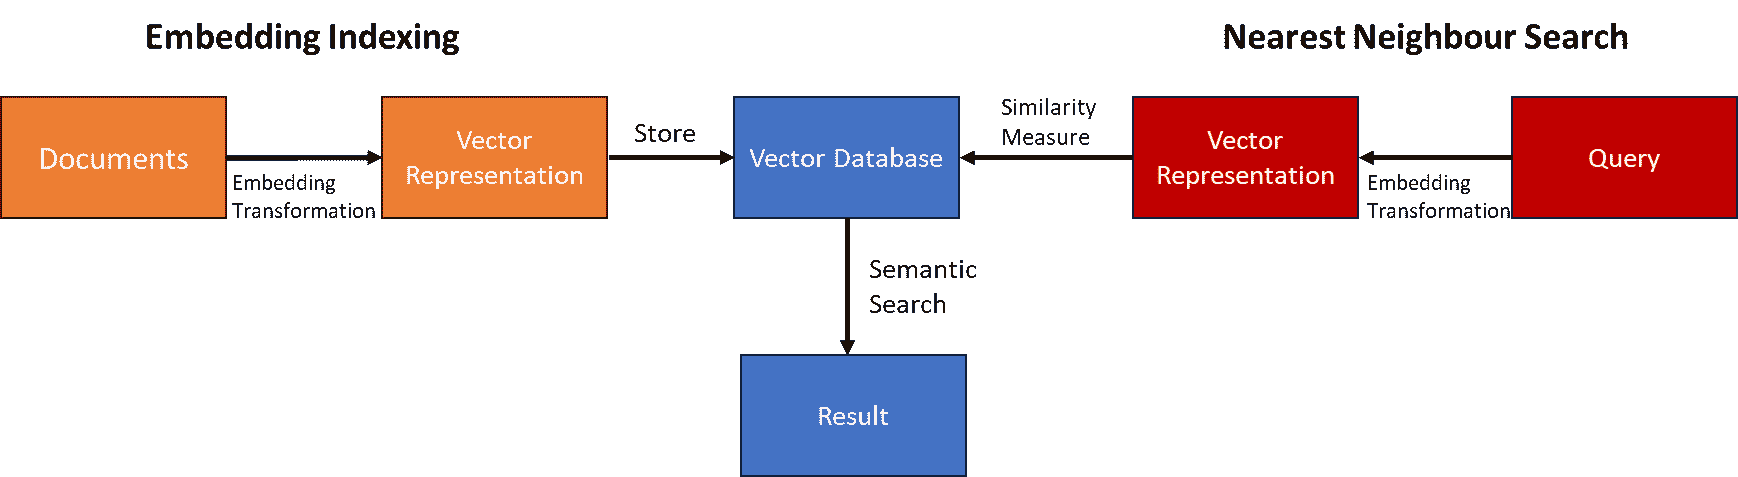 Embedding Indexing
Nearest Neighbour Search
Documents
Embedding
Transformation
Vector
Representation
Store
Vector Database
Similarity
Measure
Vector
Representation
Embedding
Transformation
Query
Semantic
Search
Result